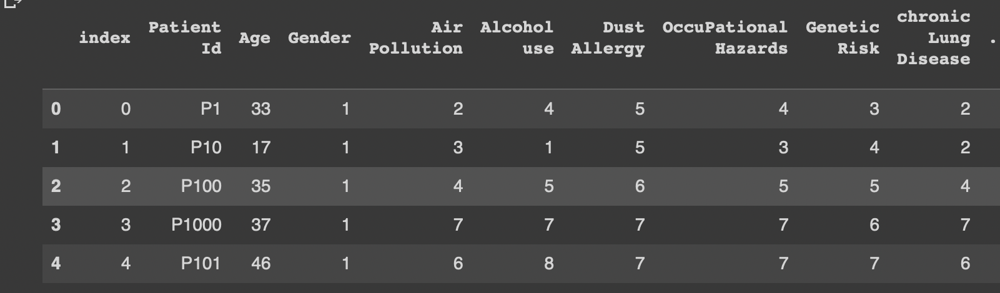 index Patient Id Age Gender Air Pollution Alcohol use Dust Allergy OccuPational Hazards Genetic Risk chronic Lung Disease .
0 0 P1 33 1 2 4 5 4 3 2
1 1 P10 17 1 3 1 5 3 4 2
2 2 P100 35 1 4 5 6 5 5 4
3 3 P1000 37 1 7 7 7 7 6 7
4 4 P101 46 1 6 8 7 7 7 6